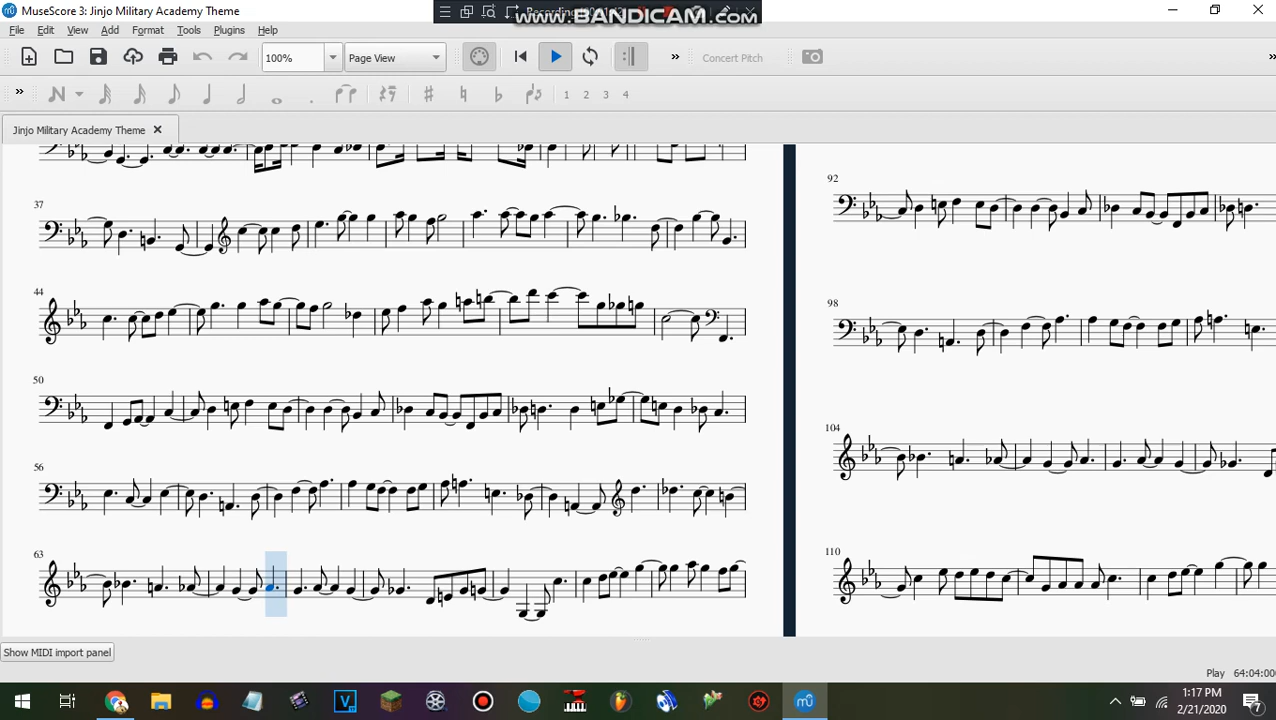 MuseScore 3: Jinjo Military Academy Theme
www.BANDICAM.com
File Edit View Add Format Tools Plugins Help
100% Page View Concert Pitch
1 2 3 4
Jinjo Military Academy Theme
37
44
50
56
63
92
98
104
110
Show MIDI import panel
Play 64:04:00
1:17 PM
2/21/2020
7